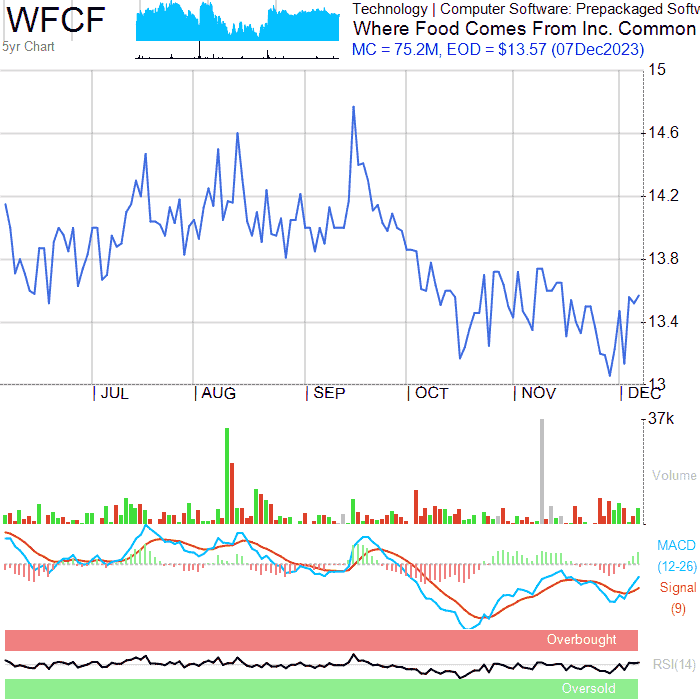 WFCF
5yr Chart
Technology | Computer Software: Prepackaged Softw
Where Food Comes From Inc. Common
MC = 75.2M, EOD = $13.57 (07Dec2023)
15
14.6
14.2
13.8
13.4
13
JUL AUG SEP OCT NOV DEC
37k
Volume
MACD
(12-26)
Signal
(9)
Overbought
RSI(14)
Oversold